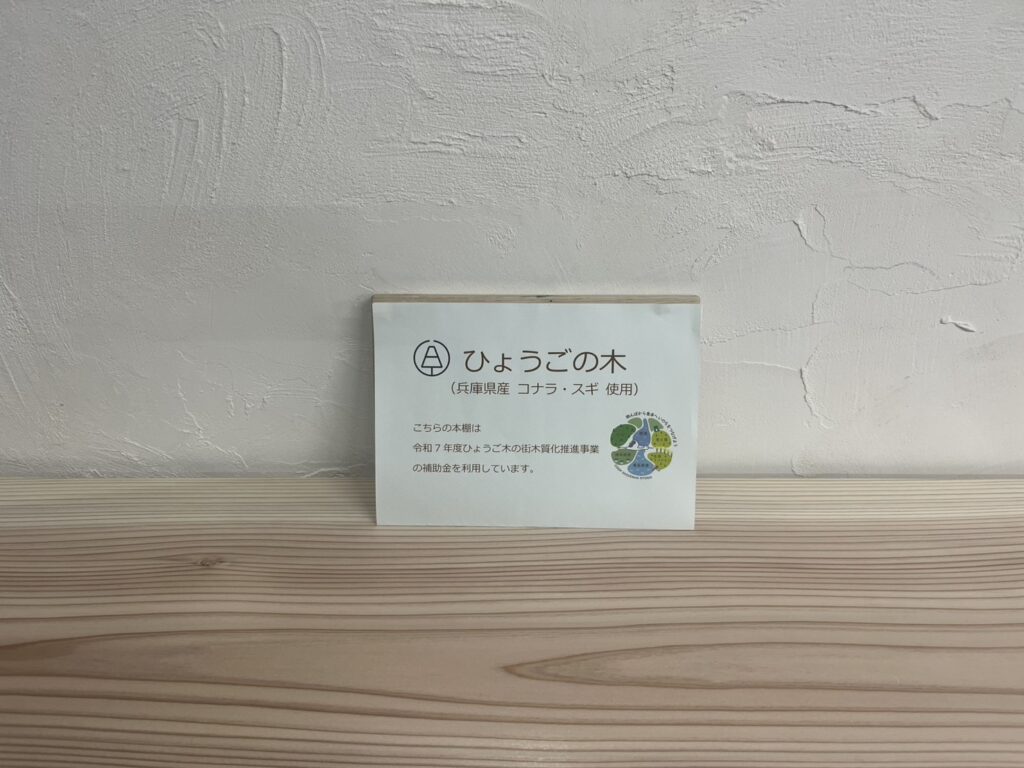 ひょうごの木
(兵庫県産 コナラ・スギ 使用)
こちらの本棚は
令和7年度ひょうご木の街木質化推進事業
の補助金を利用しています。